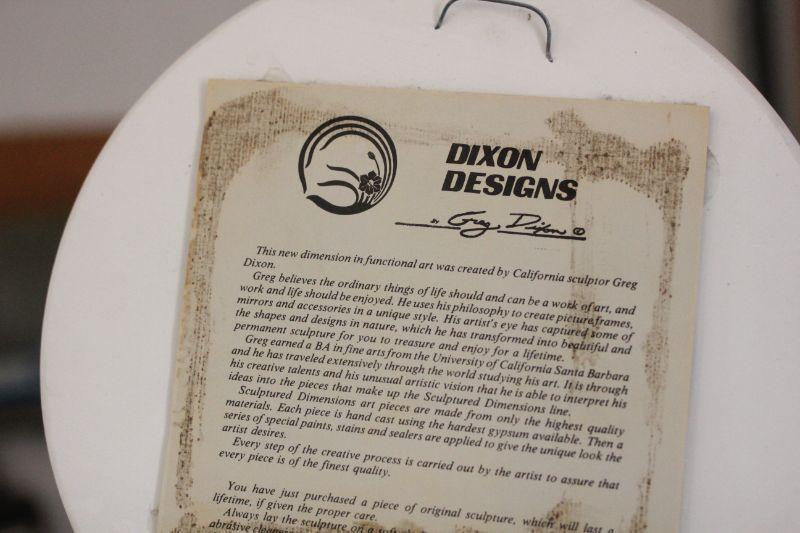 DIXON
DESIGNS
BY Greg Dixon ©
This new dimension in functional art was created by California sculptor Greg
Dixon.
Greg believes the ordinary things of life should and can be a work of art, and
work and life should be enjoyed. He uses his philosophy to create picture frames,
mirrors and accessories in a unique style. His artist's eye has captured some of
the shapes and designs in nature, which he has transformed into beautiful and
permanent sculpture for you to treasure and enjoy for a lifetime.
Greg earned a BA in fine arts from the University of California Santa Barbara
and he has traveled extensively through the world studying his art. It is through
his creative talents and his unusual artistic vision that he is able to interpret his
ideas into the pieces that make up the Sculptured Dimensions line.
Sculptured Dimensions art pieces are made from only the highest quality
materials. Each piece is hand cast using the hardest gypsum available. Then a
series of special paints, stains and sealers are applied to give the unique look the
artist desires.
Every step of the creative process is carried out by the artist to assure that
every piece is of the finest quality.
You have just purchased a piece of original sculpture, which will last a
lifetime, if given the proper care.
Always lay the sculpture on a soft
abrasive